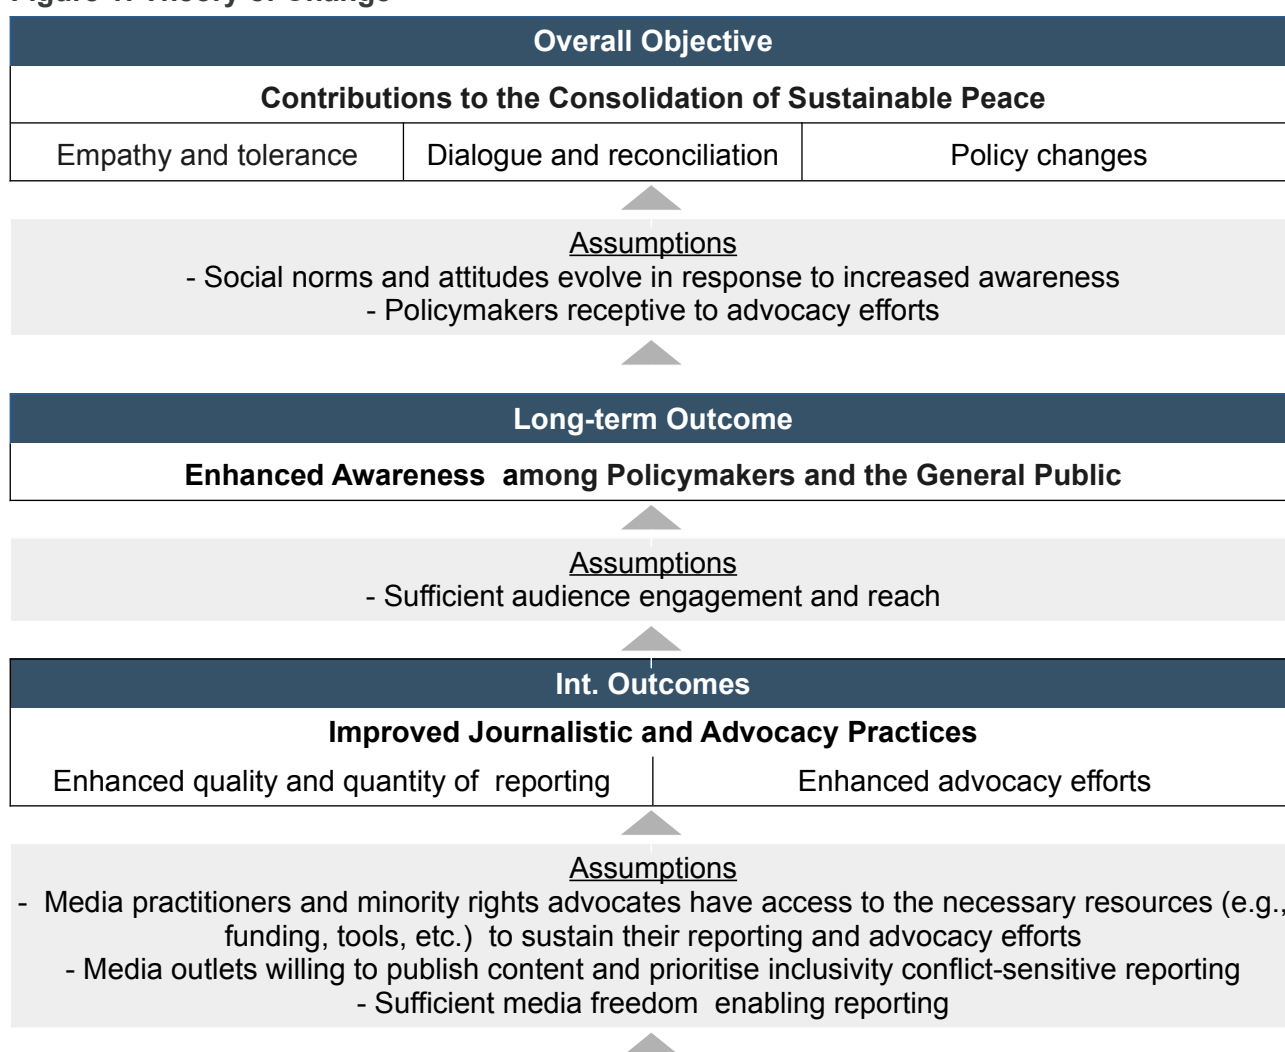 Figure 1: Theory of Change
Overall Objective
Contributions to the Consolidation of Sustainable Peace
Empathy and tolerance
Dialogue and reconciliation
Policy changes
Assumptions
- Social norms and attitudes evolve in response to increased awareness
- Policymakers receptive to advocacy efforts
Long-term Outcome
Enhanced Awareness  among Policymakers and the General Public
Assumptions
- Sufficient audience engagement and reach
Int. Outcomes
Improved Journalistic and Advocacy Practices
Enhanced quality and quantity of  reporting
Enhanced advocacy efforts
Assumptions
-  Media practitioners and minority rights advocates have access to the necessary resources (e.g.,
funding, tools, etc.)  to sustain their reporting and advocacy efforts
- Media outlets willing to publish content and prioritise inclusivity conflict-sensitive reporting
- Sufficient media freedom  enabling reporting